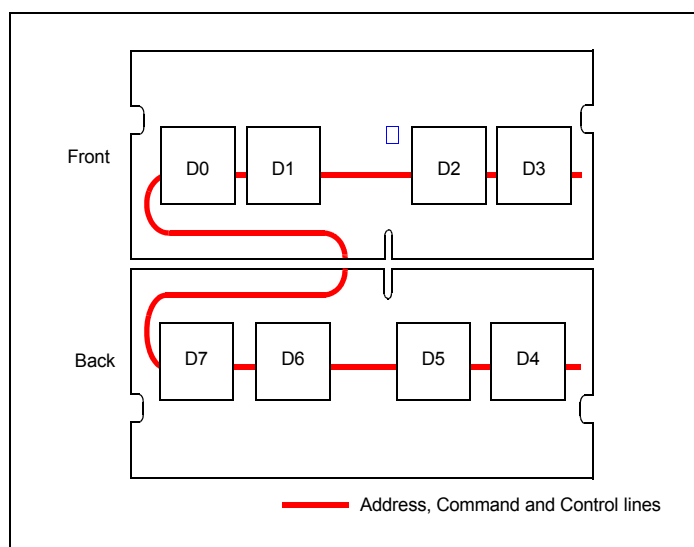 Front
D0 D1 D2 D3
Back
D7 D6 D5 D4
Address, Command and Control lines